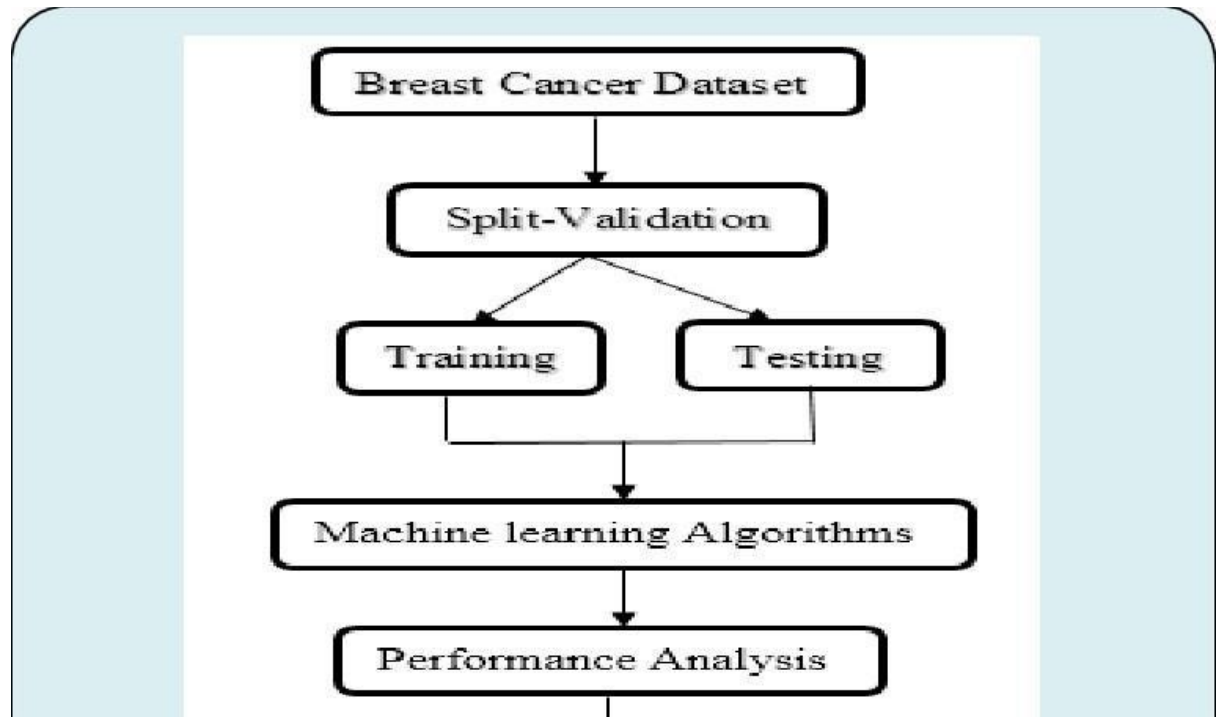 Breast Cancer Dataset
Split-Validation
Training
Testing
Machine learning Algorithms
Performance Analysis